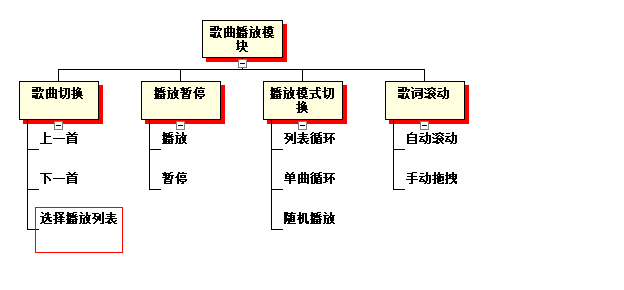 歌曲播放模
块
歌曲切换
播放暂停
播放模式切
换
歌词滚动
上一首
播放
列表循环
自动滚动
下一首
暂停
单曲循环
手动拖拽
选择播放列表
随机播放